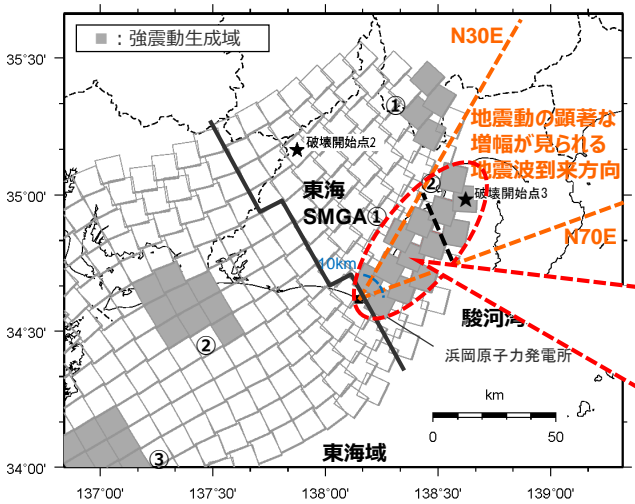 ：強震動生成域
N30E
35°30'
①
地震動の顕著な
増幅が見られる
地震波到来方向
破壊開始点2
②
破壊開始点3
35°00'
東海
SMGA①
N70E
10km
駿河湾
34°30'
②
浜岡原子力発電所
km
0
50
③
東海域
34°00'
137°00'
137°30'
138°00'
138°30'
139°00'